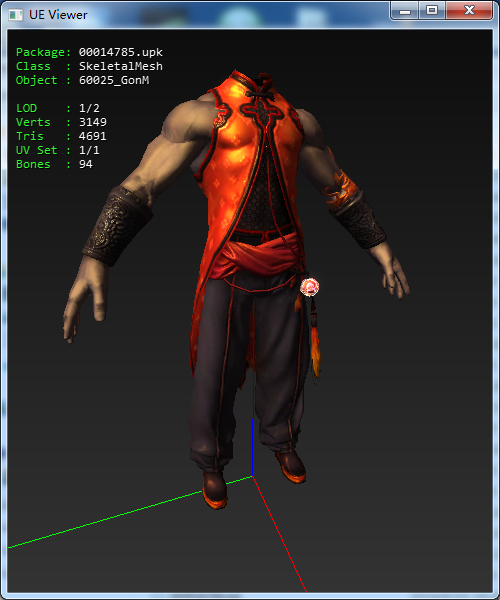 UE Viewer
Package: 00014785.upk
Class : SkeletalMesh
Object : 60025_GonM
LOD : 1/2
Verts : 3149
Tris : 4691
UV Set : 1/1
Bones : 94